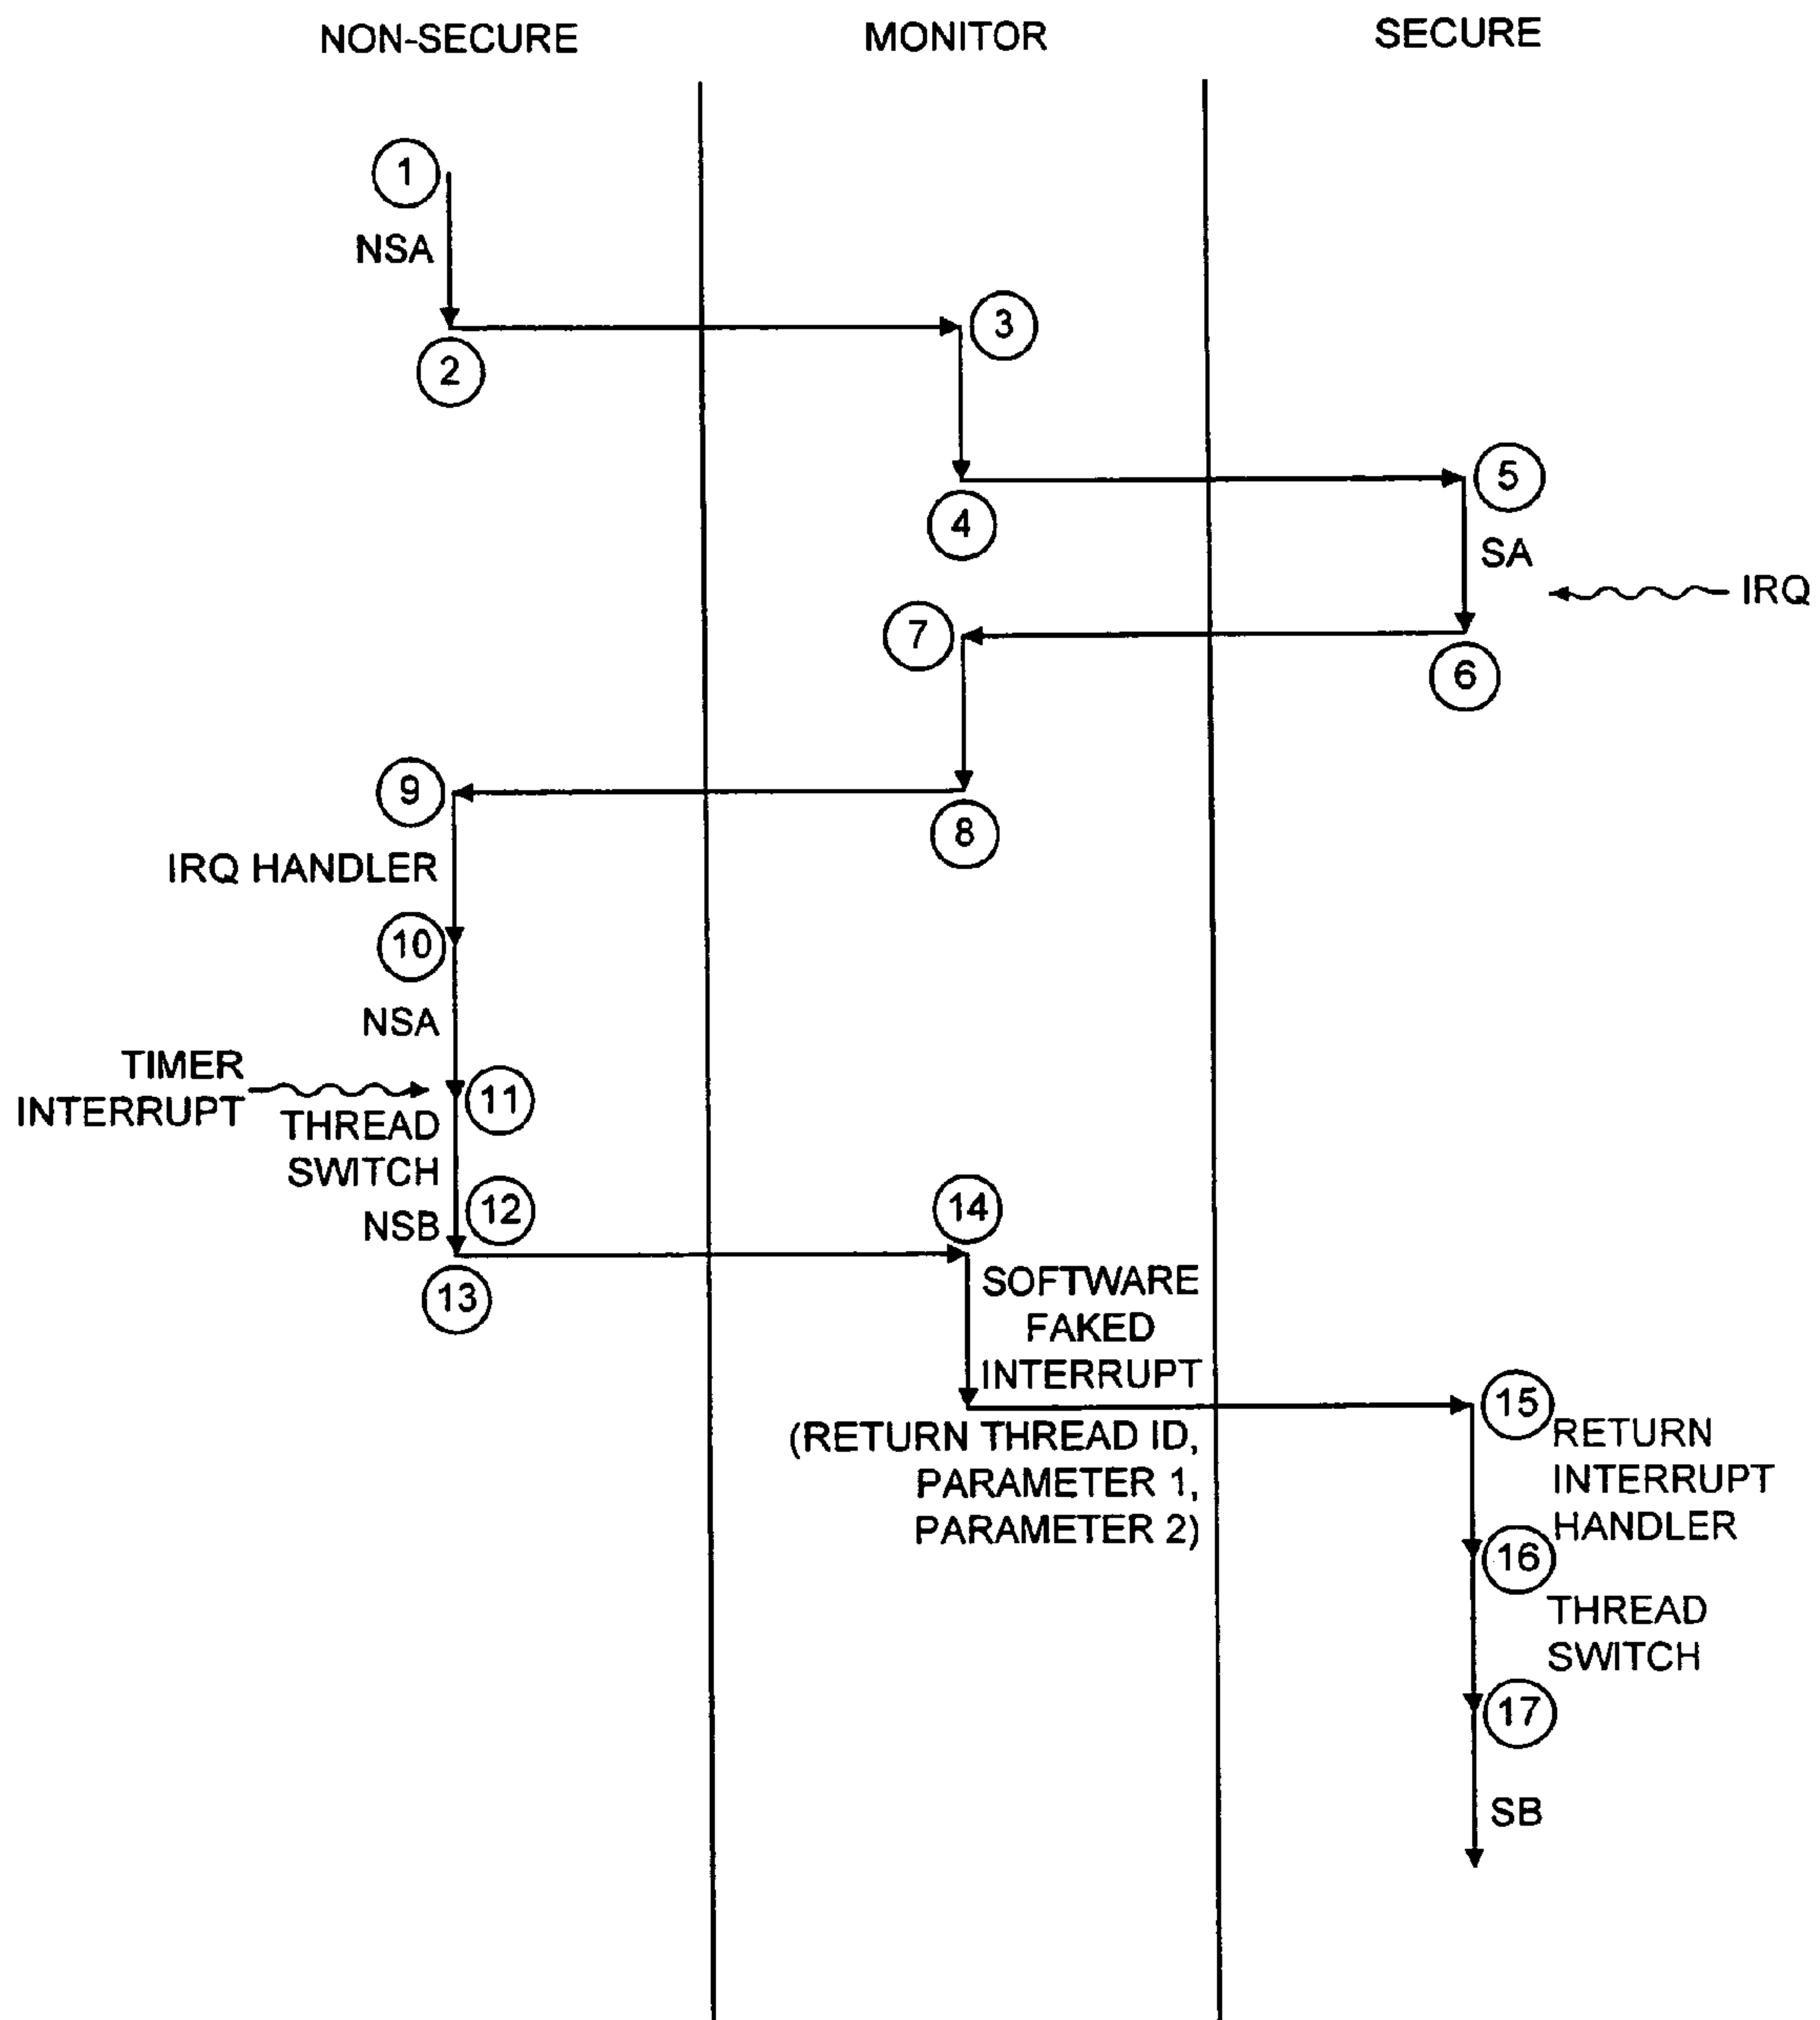 NON-SECURE
MONITOR
SECURE
1
NSA
2
3
4
5
SA
IRQ
6
7
8
9
IRQ HANDLER
10
NSA
TIMER
INTERRUPT
11
THREAD
SWITCH
12
NSB
13
14
SOFTWARE
FAKED
INTERRUPT
(RETURN THREAD ID,
PARAMETER 1,
PARAMETER 2)
15
RETURN
INTERRUPT
HANDLER
16
THREAD
SWITCH
17
SB